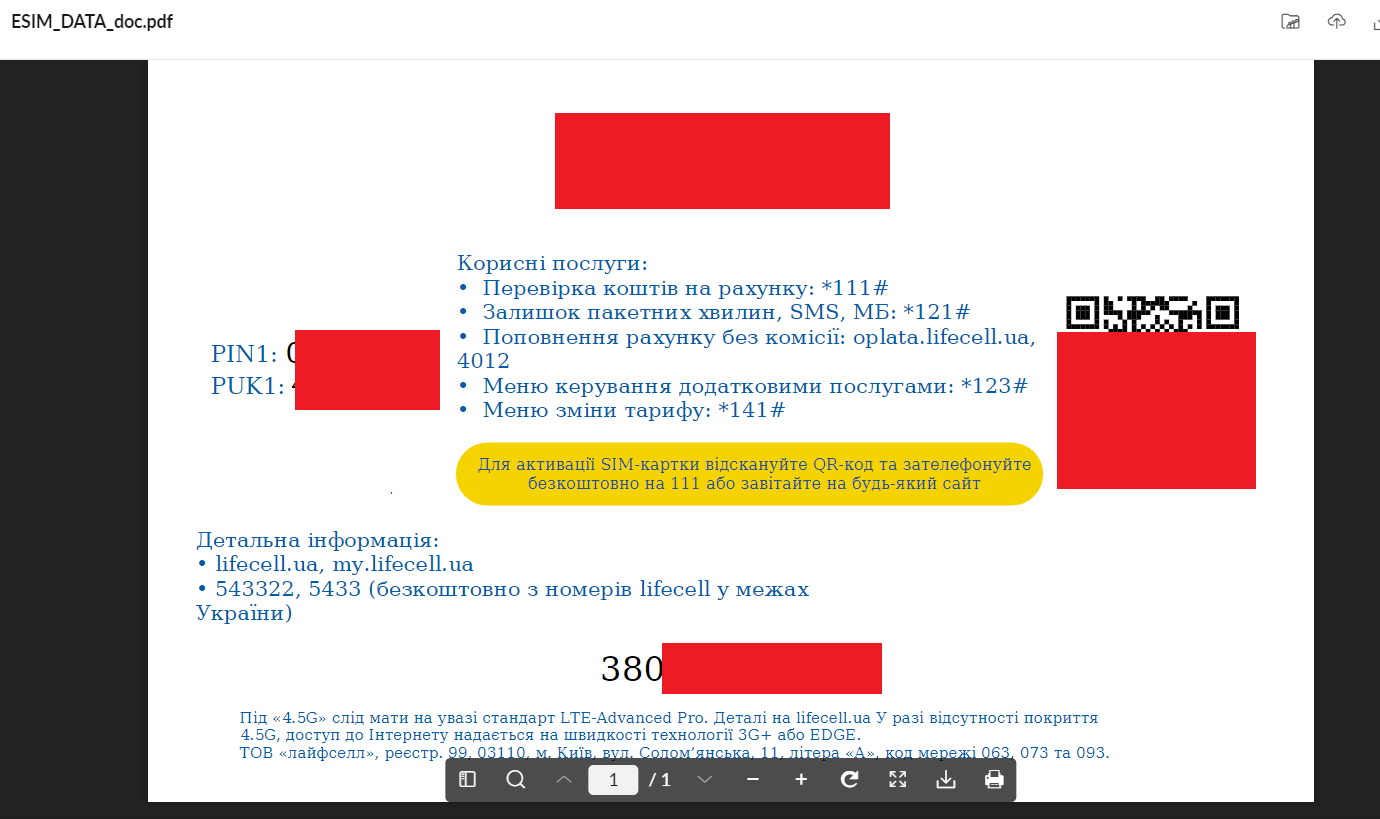 ESIM_DATA_doc.pdf
Корисні послуги:
• Перевірка коштів на рахунку: *111#
• Залишок пакетних хвилин, SMS, МБ: *121#
• Поповнення рахунку без комісії: oplata.lifecell.ua,
4012
• Меню керування додатковими послугами: *123#
• Меню зміни тарифу: *141#
PIN1:
PUK1:
Для активації SIM-картки відскануйте QR-код та зателефонуйте
безкоштовно на 111 або завітайте на будь-який сайт
Детальна інформація:
• lifecell.ua, my.lifecell.ua
• 543322, 5433 (безкоштовно з номерів lifecell у межах
України)
380
Під «4.5G» слід мати на увазі стандарт LTE-Advanced Pro. Деталі на lifecell.ua У разі відсутності покриття
4.5G, доступ до Інтернету надається на швидкості технології 3G+ або EDGE.
ТОВ «лайфселл», реєстр. 99, 03110, м. Київ, вул. Солом’янська, 11, літера «А», код мережі 063, 073 та 093.
1 / 1